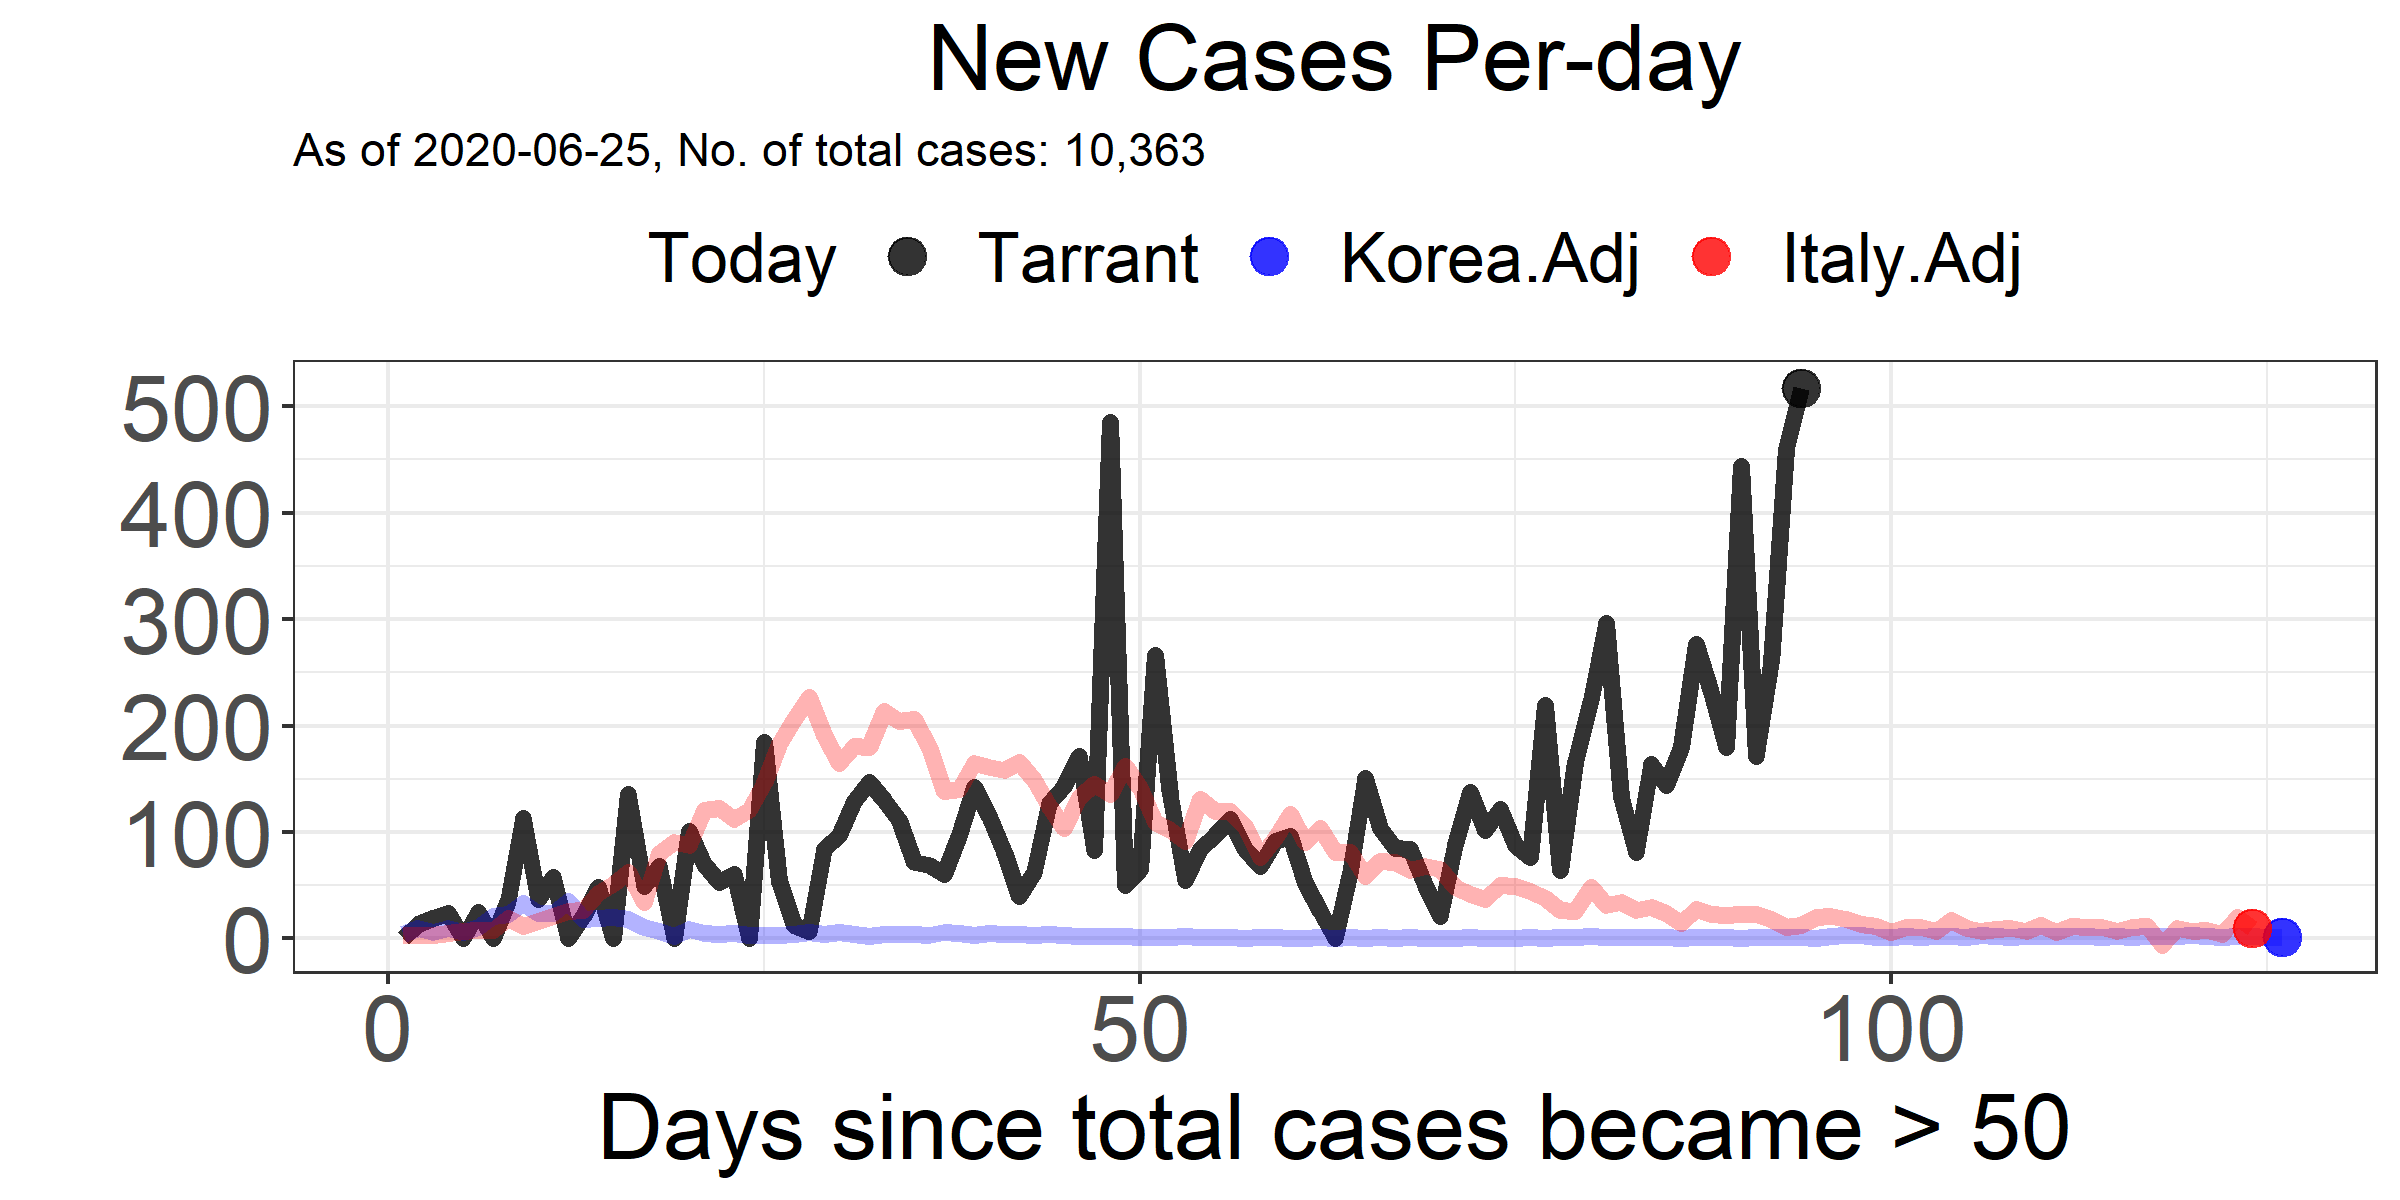 New Cases Per-day
As of 2020-06-25, No. of total cases: 10,363
Today Tarrant Korea.Adj Italy.Adj
500
400
300
200
100
0
0 50 100
Days since total cases became > 50